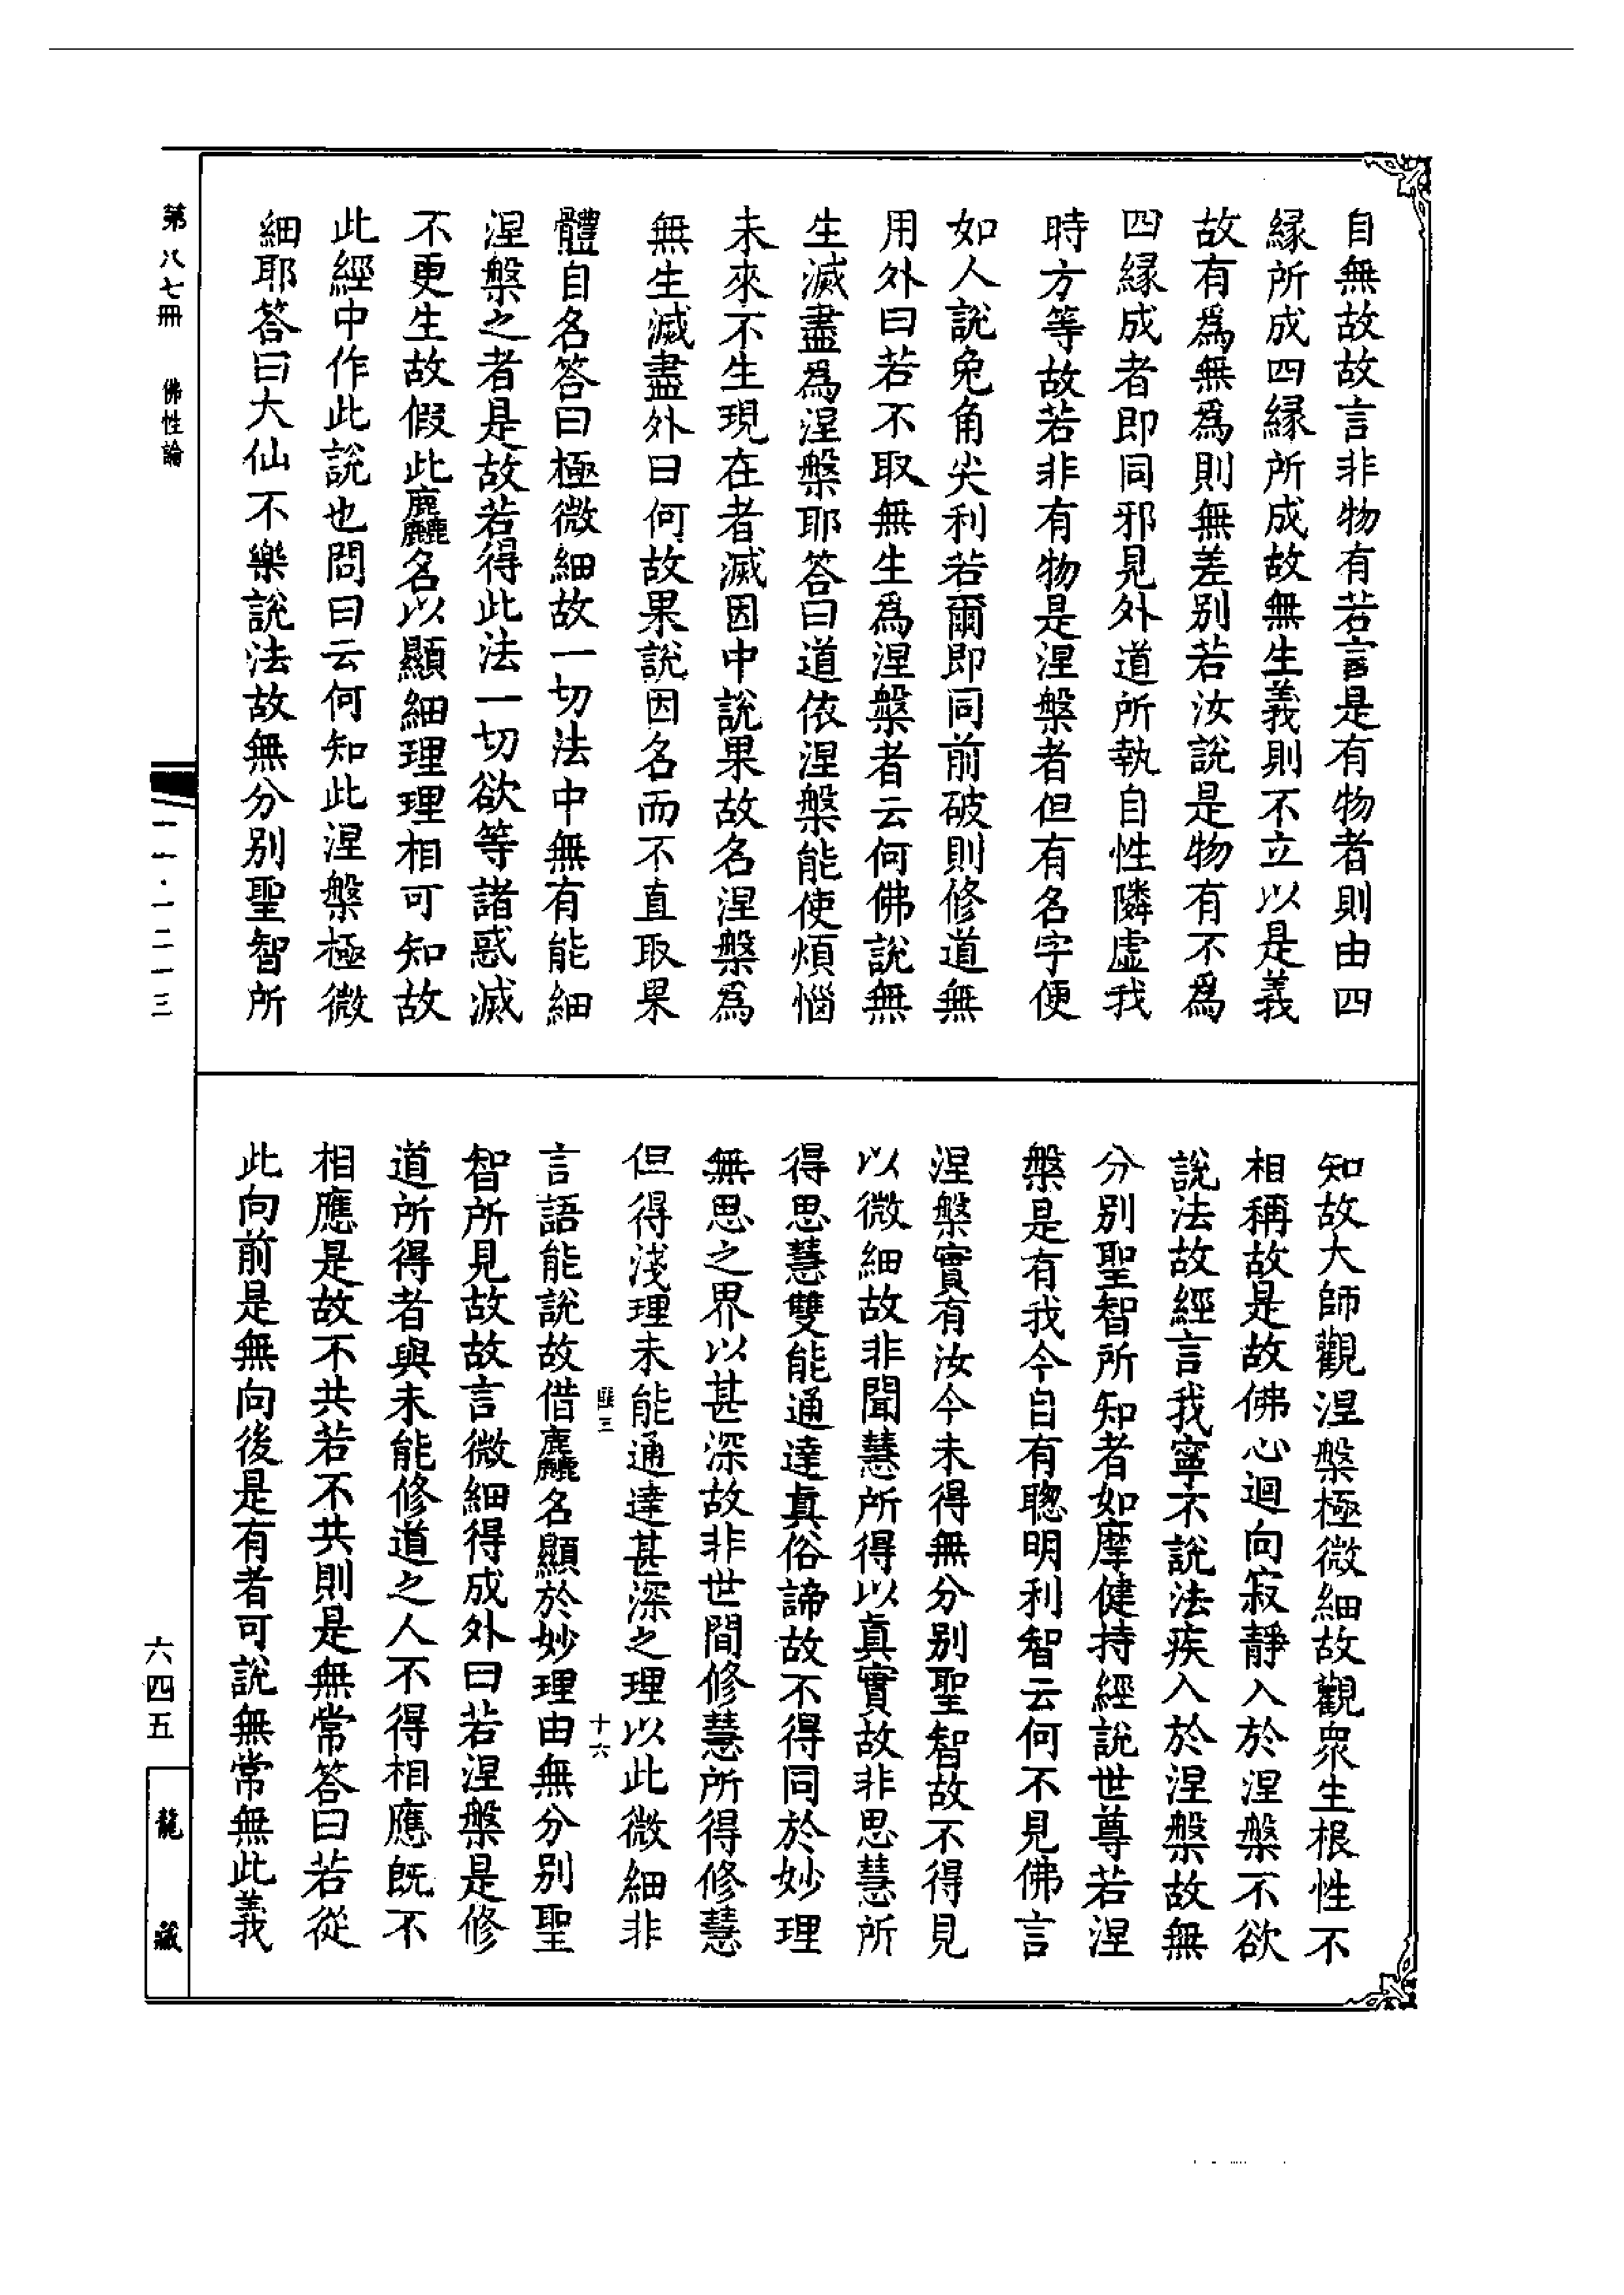 自無故故言非物有若言是有物者則由四
縁所成四縁所成故無生義則不立以是義
故有為無為則無差别若汝說是物有不為
四縁成者即同邪見外道所執自性隣虚我
時方等故若非有物是涅槃者但有名字便
如人說兔角尖利若爾即同前破則修道無
用外曰若不取無生為涅槃者云何佛說無
生滅盡為涅槃耶答曰道依涅槃能使煩惱
未來不生現在者滅因中說果故名涅槃為
無生滅盡外曰何故果說因名而不直取果
體自名答曰極微細故一切法中無有能細
涅槃之者是故若得此法一切欲等諸惑滅
不更生故假此麤名以顯細理理相可知故
此經中作此說也問曰云何知此涅槃極微
細耶答曰大仙不樂說法故無分别聖智所
知故大師觀涅槃極微細故觀衆生根性不
相稱故是故佛心迴向寂靜入於涅槃不欲
說法故經言我寧不說法疾入於涅槃故無
分别聖智所知者如摩健持經說世尊若涅
槃是有我今自有聰明利智云何不見佛言
涅槃實有汝今未得無分别聖智故不得見
以微細故非聞慧所得以真實故非思慧所
得思慧雙能通達真俗諦故不得同於妙理
無思之界以甚深故非世間修慧所得修慧
但得淺理未能通達甚深之理以此微細非
言語能說故借麤名顯於妙理由無分别聖
智所見故故言微細得成外曰若涅槃是修
道所得者與未能修道之人不得相應既不
相應是故不共若不共則是無常答曰若從
此向前是無向後是有者可說無常無此義
十六
第八七冊 佛性論
一一一·一二一三
六四五
龍藏